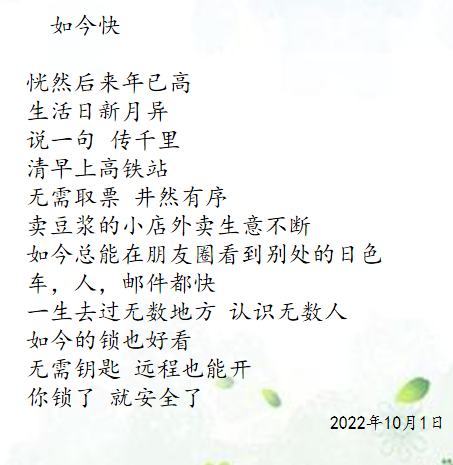 如今快
恍然后来年已高
生活日新月异
说一句 传千里
清早上高铁站
无需取票 井然有序
卖豆浆的小店外卖生意不断
如今总能在朋友圈看到别处的日色
车，人，邮件都快
一生去过无数地方 认识无数人
如今的锁也好看
无需钥匙 远程也能开
你锁了 就安全了
2022年10月1日